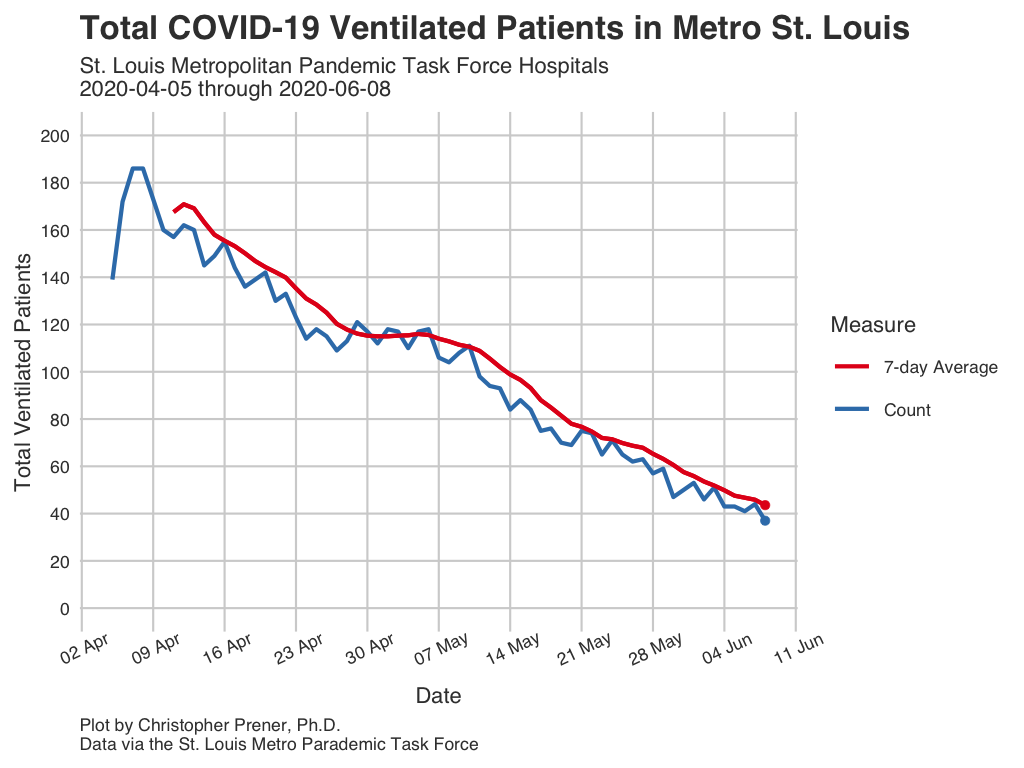 Total COVID-19 Ventilated Patients in Metro St. Louis
St. Louis Metropolitan Pandemic Task Force Hospitals
2020-04-05 through 2020-06-08
200
180
160
140
120
100
80
60
40
20
0
Total Ventilated Patients
02 Apr
09 Apr
16 Apr
23 Apr
30 Apr
07 May
14 May
21 May
28 May
04 Jun
11 Jun
Date
Measure
7-day Average
Count
Plot by Christopher Prener, Ph.D.
Data via the St. Louis Metro Parademic Task Force